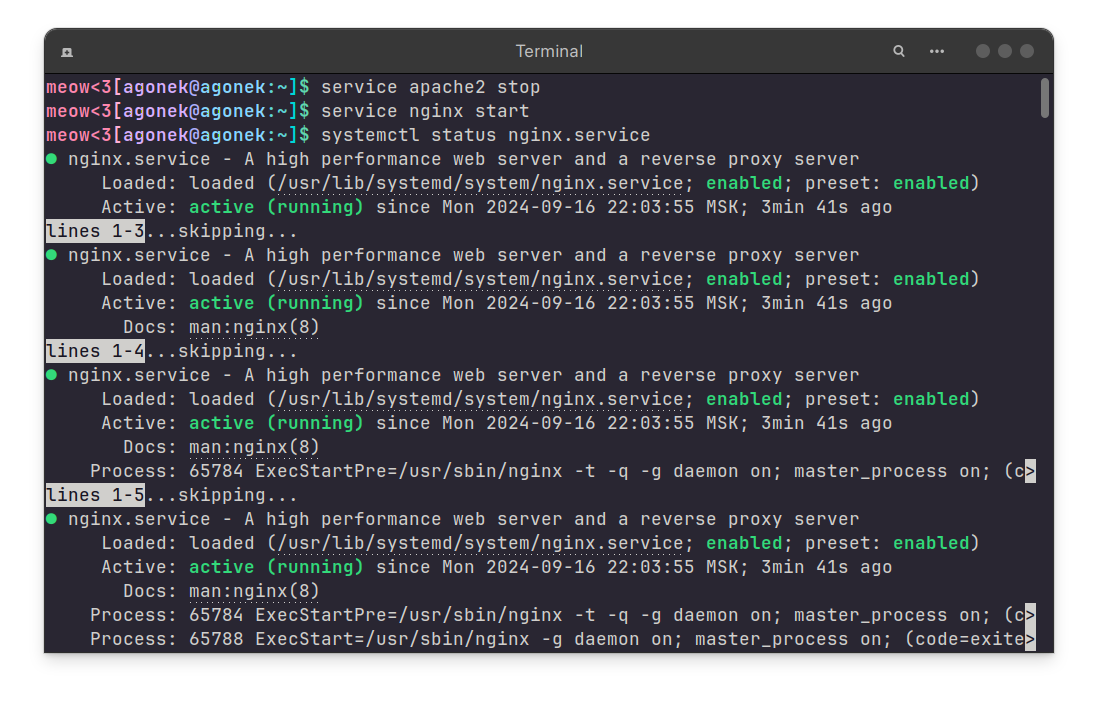 Terminal
meow<3[agonek@agonek:~]$ service apache2 stop
meow<3[agonek@agonek:~]$ service nginx start
meow<3[agonek@agonek:~]$ systemctl status nginx.service
● nginx.service - A high performance web server and a reverse proxy server
     Loaded: loaded (/usr/lib/systemd/system/nginx.service; enabled; preset: enabled)
     Active: active (running) since Mon 2024-09-16 22:03:55 MSK; 3min 41s ago
lines 1-3...skipping...
● nginx.service - A high performance web server and a reverse proxy server
     Loaded: loaded (/usr/lib/systemd/system/nginx.service; enabled; preset: enabled)
     Active: active (running) since Mon 2024-09-16 22:03:55 MSK; 3min 41s ago
       Docs: man:nginx(8)
lines 1-4...skipping...
● nginx.service - A high performance web server and a reverse proxy server
     Loaded: loaded (/usr/lib/systemd/system/nginx.service; enabled; preset: enabled)
     Active: active (running) since Mon 2024-09-16 22:03:55 MSK; 3min 41s ago
       Docs: man:nginx(8)
    Process: 65784 ExecStartPre=/usr/sbin/nginx -t -q -g daemon on; master_process on; (c>
lines 1-5...skipping...
● nginx.service - A high performance web server and a reverse proxy server
     Loaded: loaded (/usr/lib/systemd/system/nginx.service; enabled; preset: enabled)
     Active: active (running) since Mon 2024-09-16 22:03:55 MSK; 3min 41s ago
       Docs: man:nginx(8)
    Process: 65784 ExecStartPre=/usr/sbin/nginx -t -q -g daemon on; master_process on; (c>
    Process: 65788 ExecStart=/usr/sbin/nginx -g daemon on; master_process on; (code=exite>